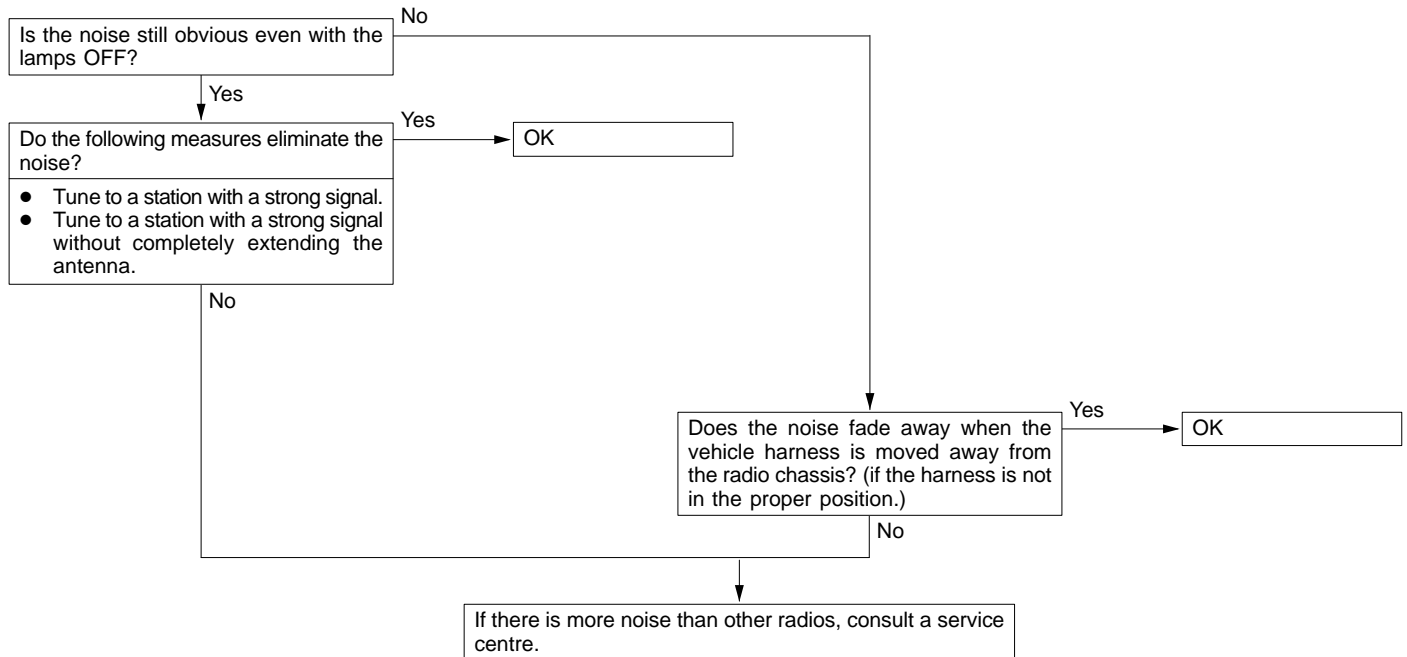 Is the noise still obvious even with the
lamps OFF?
No
Yes
Do the following measures eliminate the
noise?
Yes
OK
● Tune to a station with a strong signal.
● Tune to a station with a strong signal
without completely extending the
antenna.
No
Does the noise fade away when the
vehicle harness is moved away from
the radio chassis? (if the harness is not
in the proper position.)
Yes
OK
No
If there is more noise than other radios, consult a service
centre.